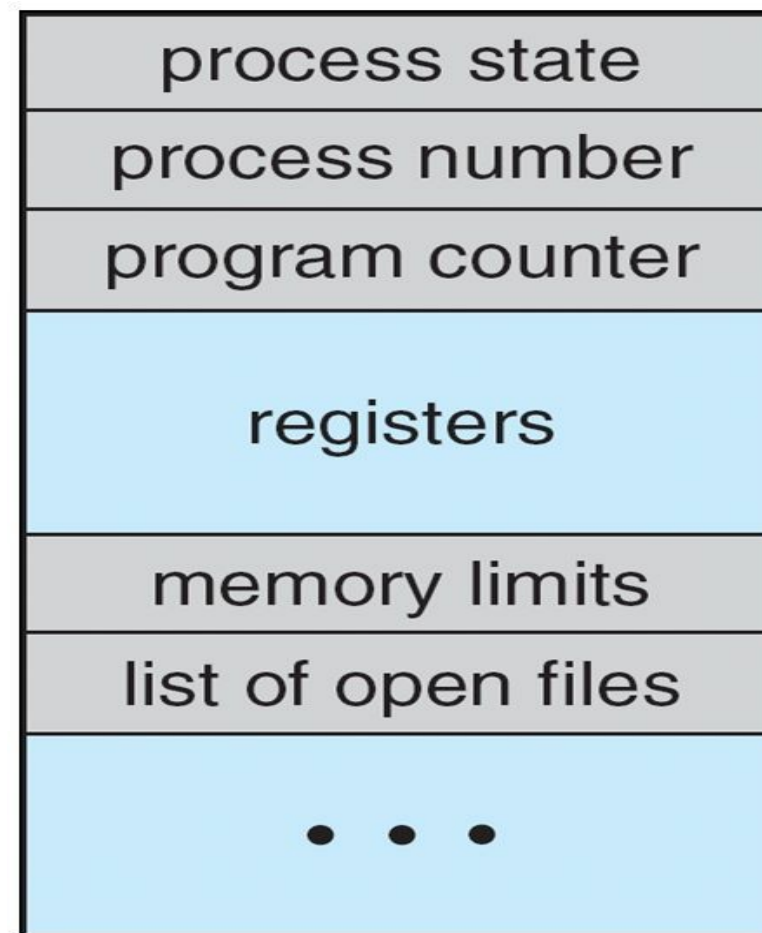 process state
process number
program counter
registers
memory limits
list of open files
• • •